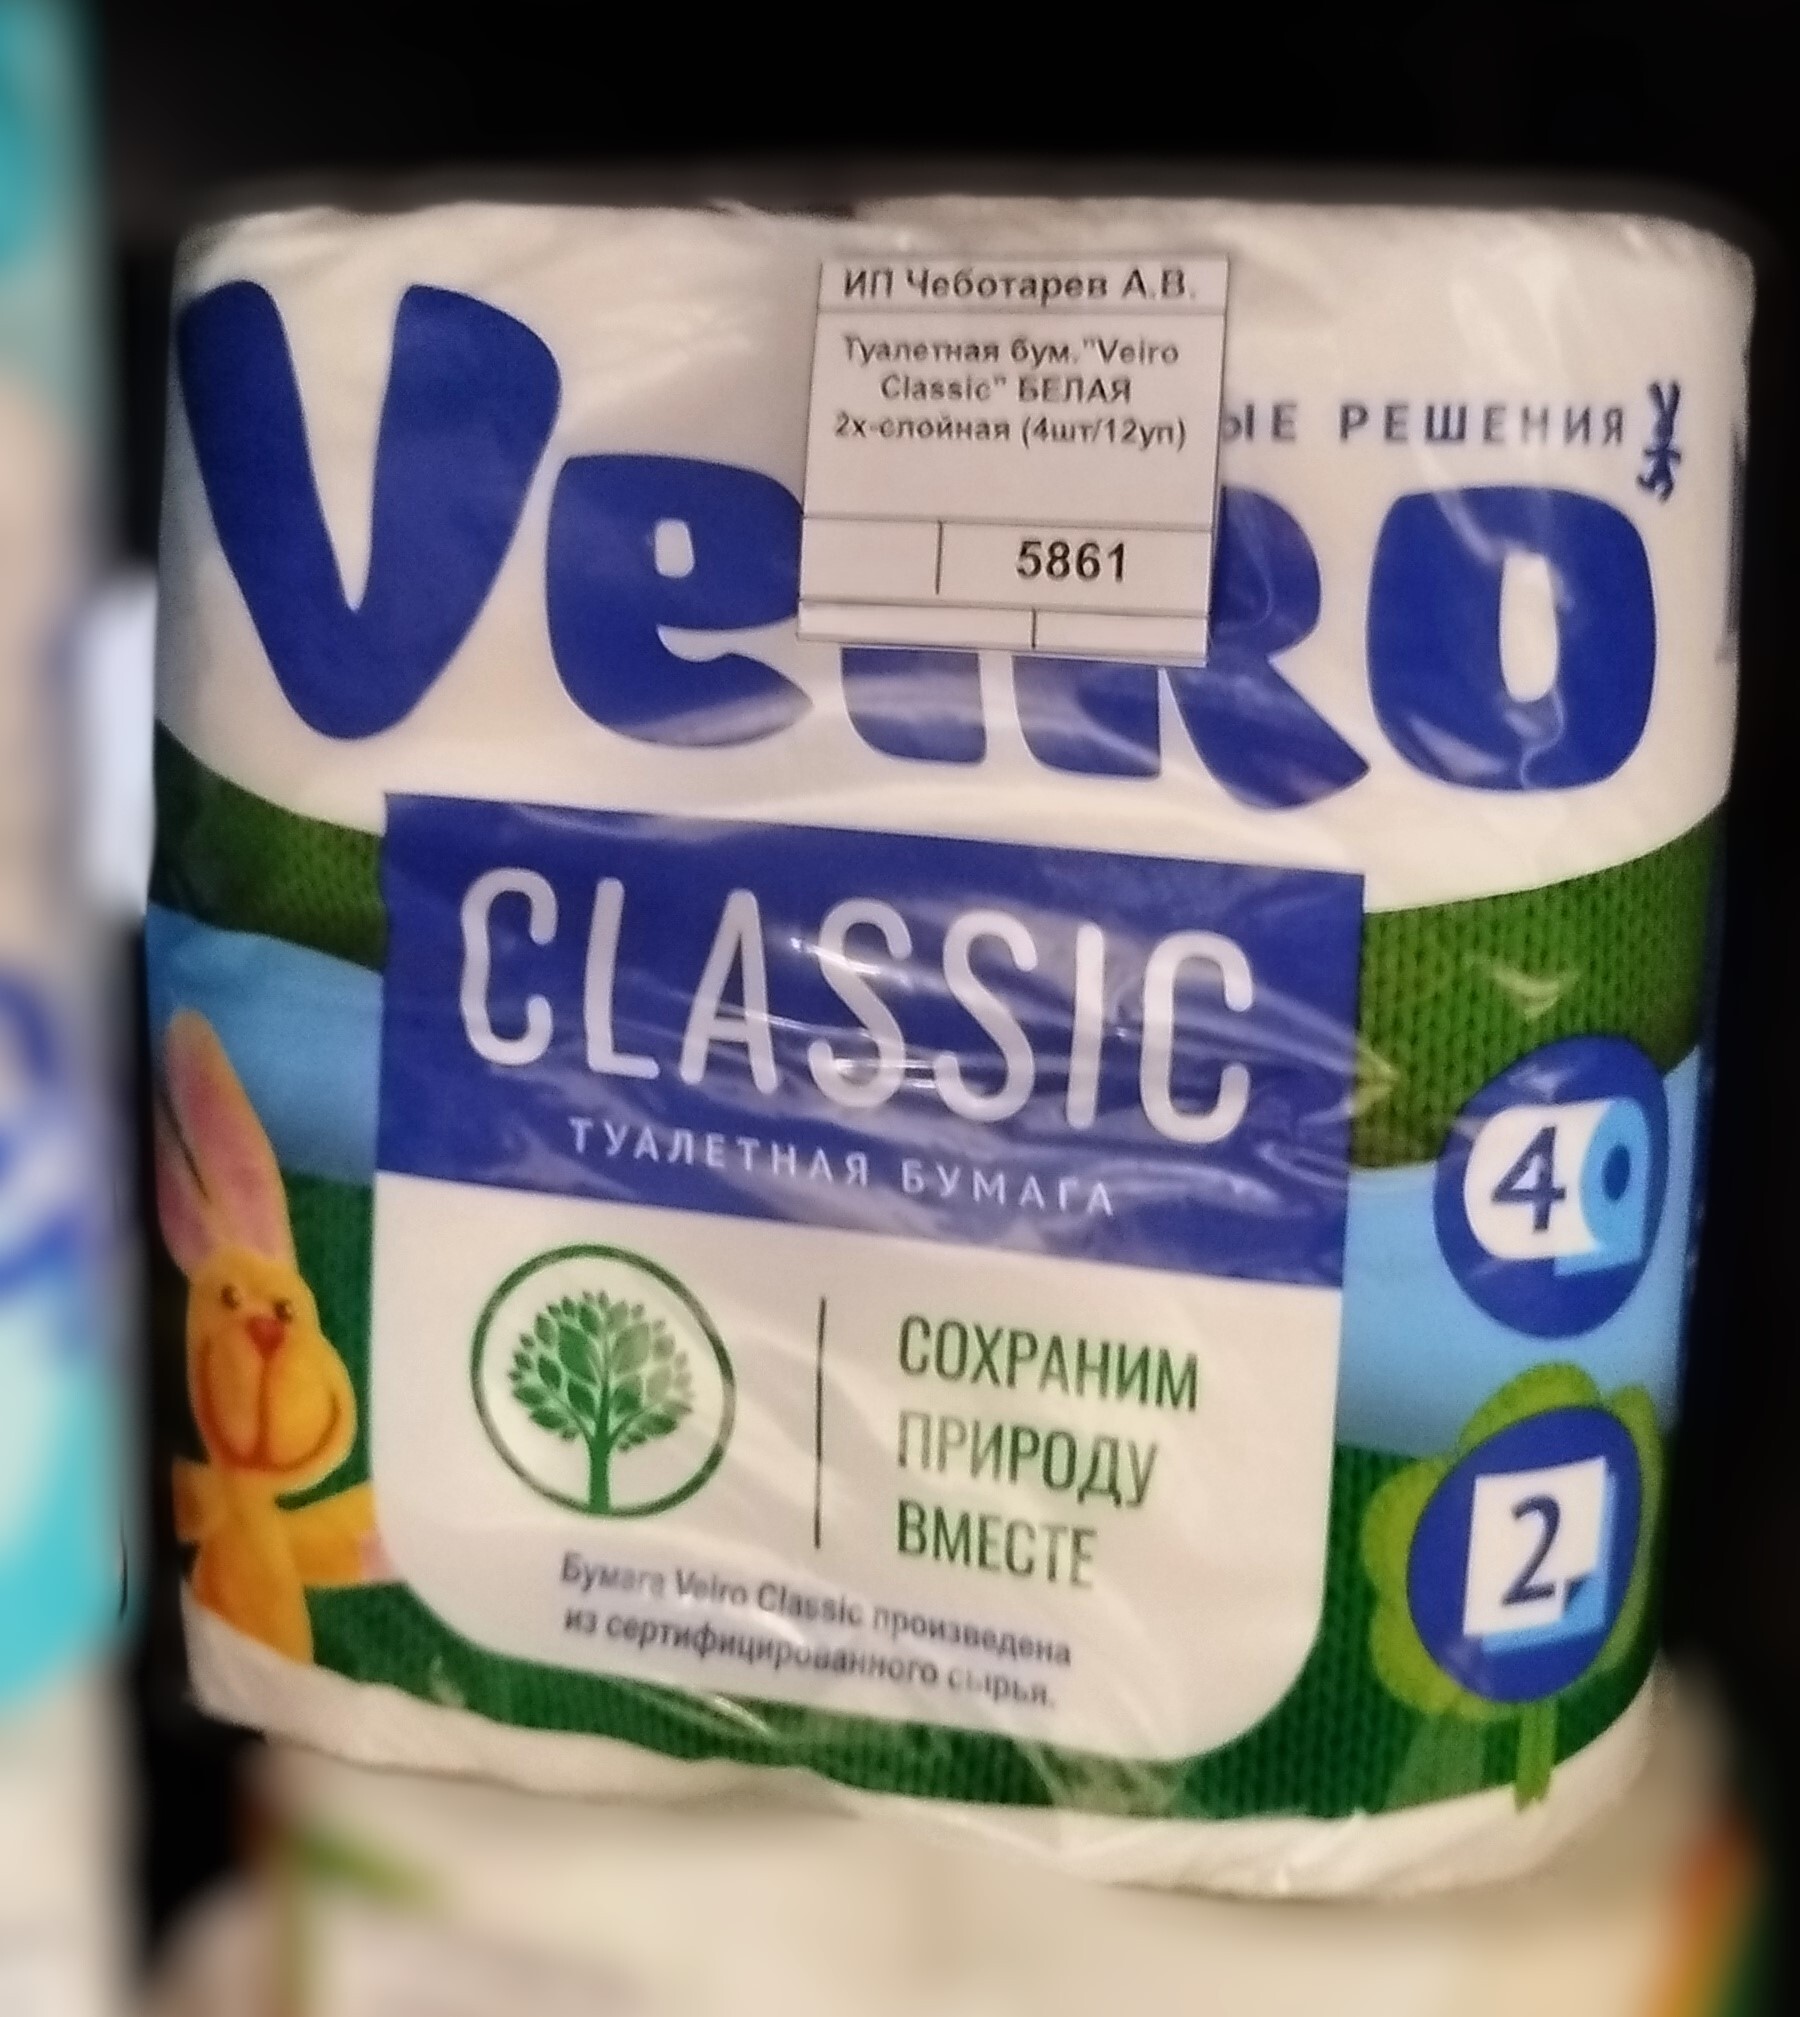 ИП Чеботарев А.В.
Туалетная бум."Veiro
Classic" БЕЛАЯ
2х-слойная (4шт/12уп)
5861
РЕШЕНИЯ
Veiro
CLASSIC
ТУАЛЕТНАЯ БУМАГА
4
СОХРАНИМ
ПРИРОДУ
ВМЕСТЕ
2
Бумага Veiro Classic произведена
из сертифицированного сырья.